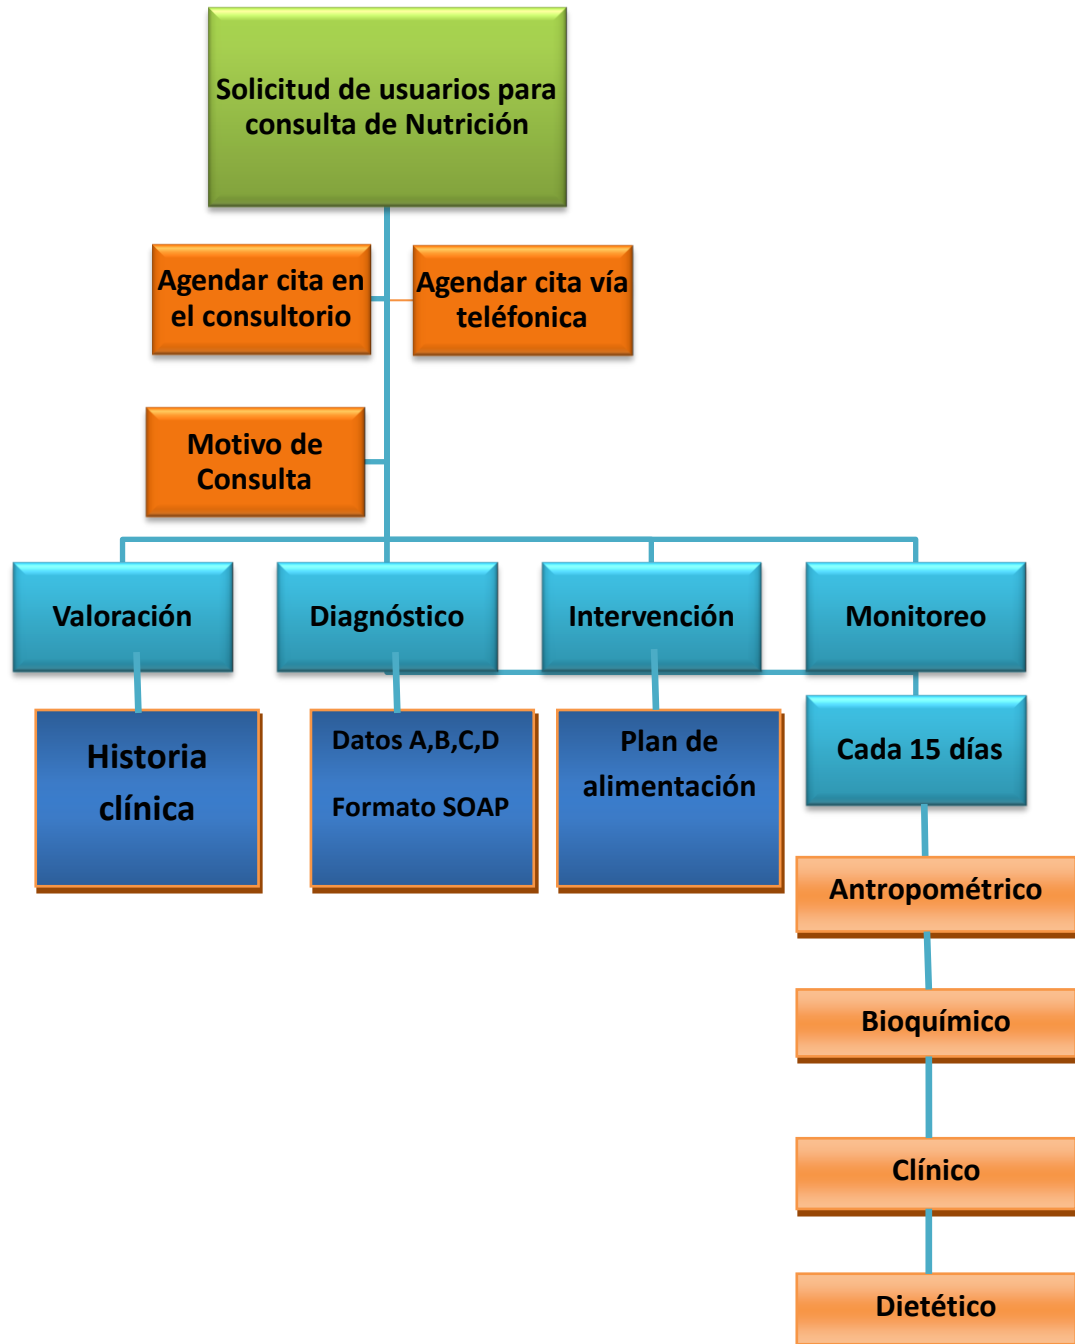 Solicitud de usuarios para
consulta de Nutrición
Agendar cita en
el consultorio
Agendar cita vía
teléfonica
Motivo de
Consulta
Valoración
Diagnóstico
Intervención
Monitoreo
Historia
clínica
Datos A,B,C,D
Formato SOAP
Plan de
alimentación
Cada 15 días
Antropométrico
Bioquímico
Clínico
Dietético